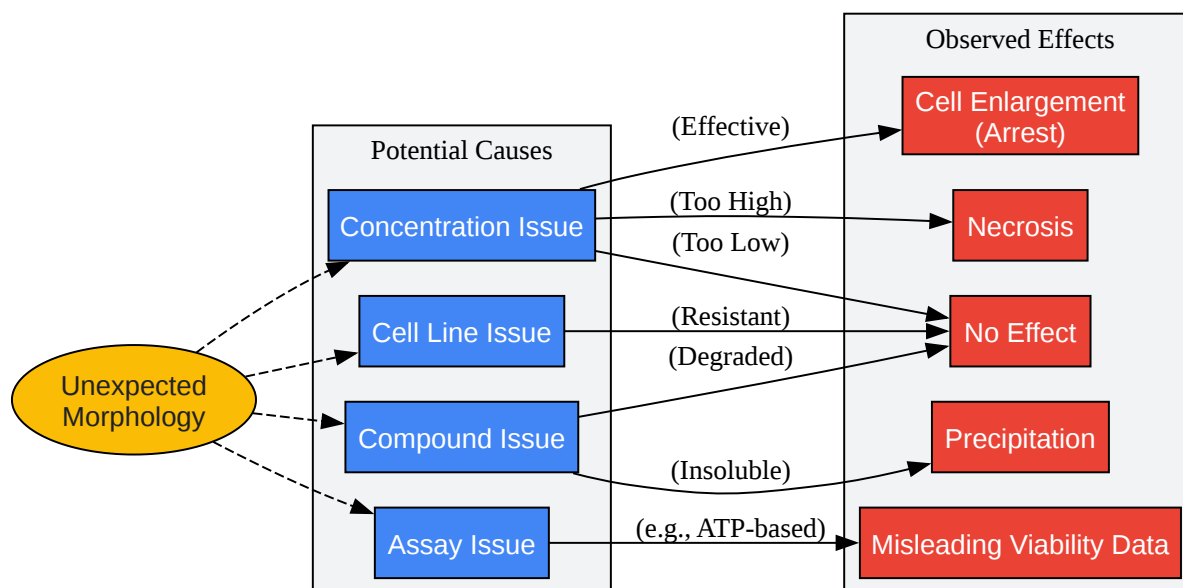 Unexpected
Morphology
Potential Causes
Concentration Issue
Cell Line Issue
Compound Issue
Assay Issue
(Effective)
(Too High)
(Too Low)
(Resistant)
(Degraded)
(Insoluble)
(e.g., ATP-based)
Observed Effects
Cell Enlargement
(Arrest)
Necrosis
No Effect
Precipitation
Misleading Viability Data